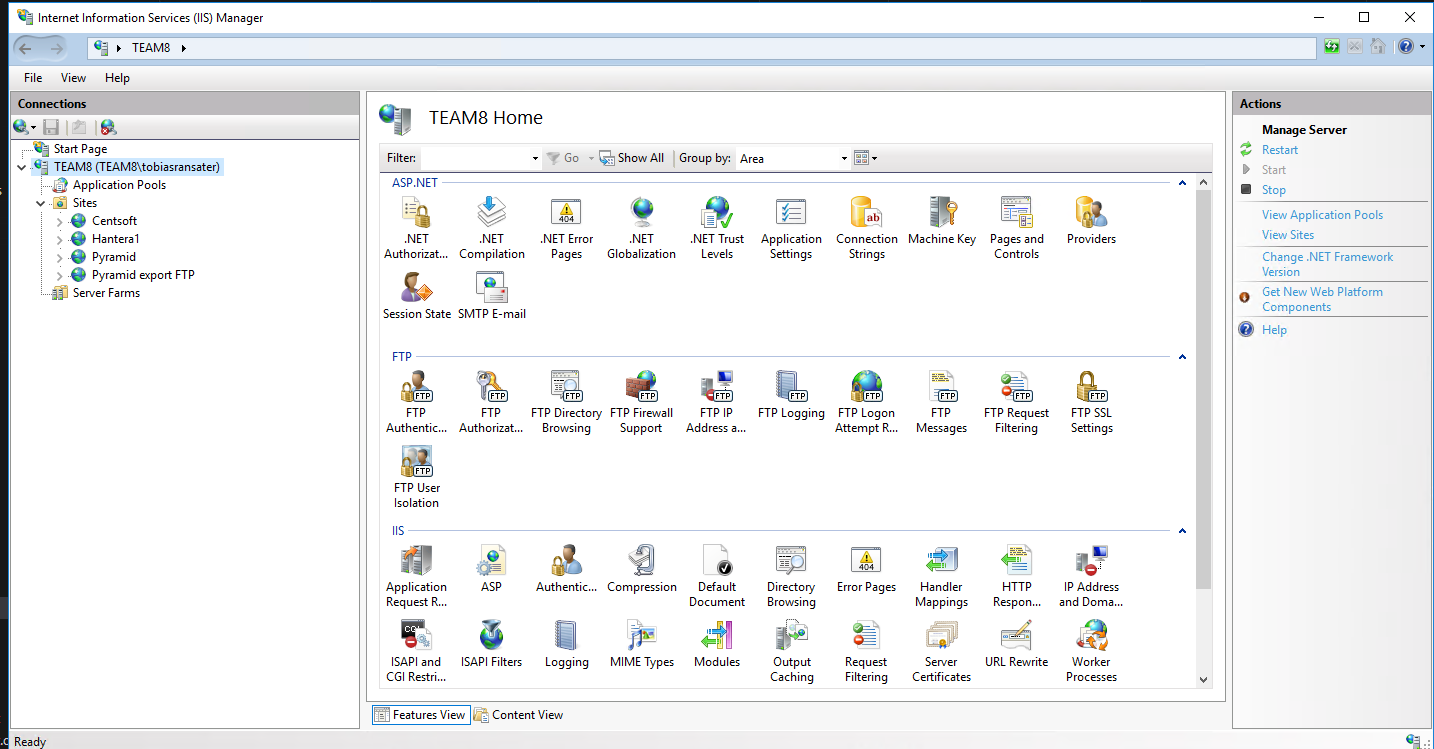 Internet Information Services (IIS) Manager
TEAM8
File View Help
Connections
Start Page
TEAM8 (TEAM8\tobiasransater)
Application Pools
Sites
Centsoft
Hantera1
Pyramid
Pyramid export FTP
Server Farms
TEAM8 Home
Filter: Go Show All Group by: Area
ASP.NET
.NET Authorizat...
.NET Compilation
.NET Error Pages
.NET Globalization
.NET Trust Levels
Application Settings
Connection Strings
Machine Key
Pages and Controls
Providers
Session State
SMTP E-mail
FTP
FTP Authentic...
FTP Authorizat...
FTP Directory Browsing
FTP Firewall Support
FTP IP Address a...
FTP Logging
FTP Logon Attempt R...
FTP Messages
FTP Request Filtering
FTP SSL Settings
FTP User Isolation
IIS
Application Request R...
ASP
Authentic...
Compression
Default Document
Directory Browsing
Error Pages
Handler Mappings
HTTP Respon...
IP Address and Doma...
ISAPI and CGI Restri...
ISAPI Filters
Logging
MIME Types
Modules
Output Caching
Request Filtering
Server Certificates
URL Rewrite
Worker Processes
Features View Content View
Actions
Manage Server
Restart
Start
Stop
View Application Pools
View Sites
Change .NET Framework
Version
Get New Web Platform
Components
Help
Ready